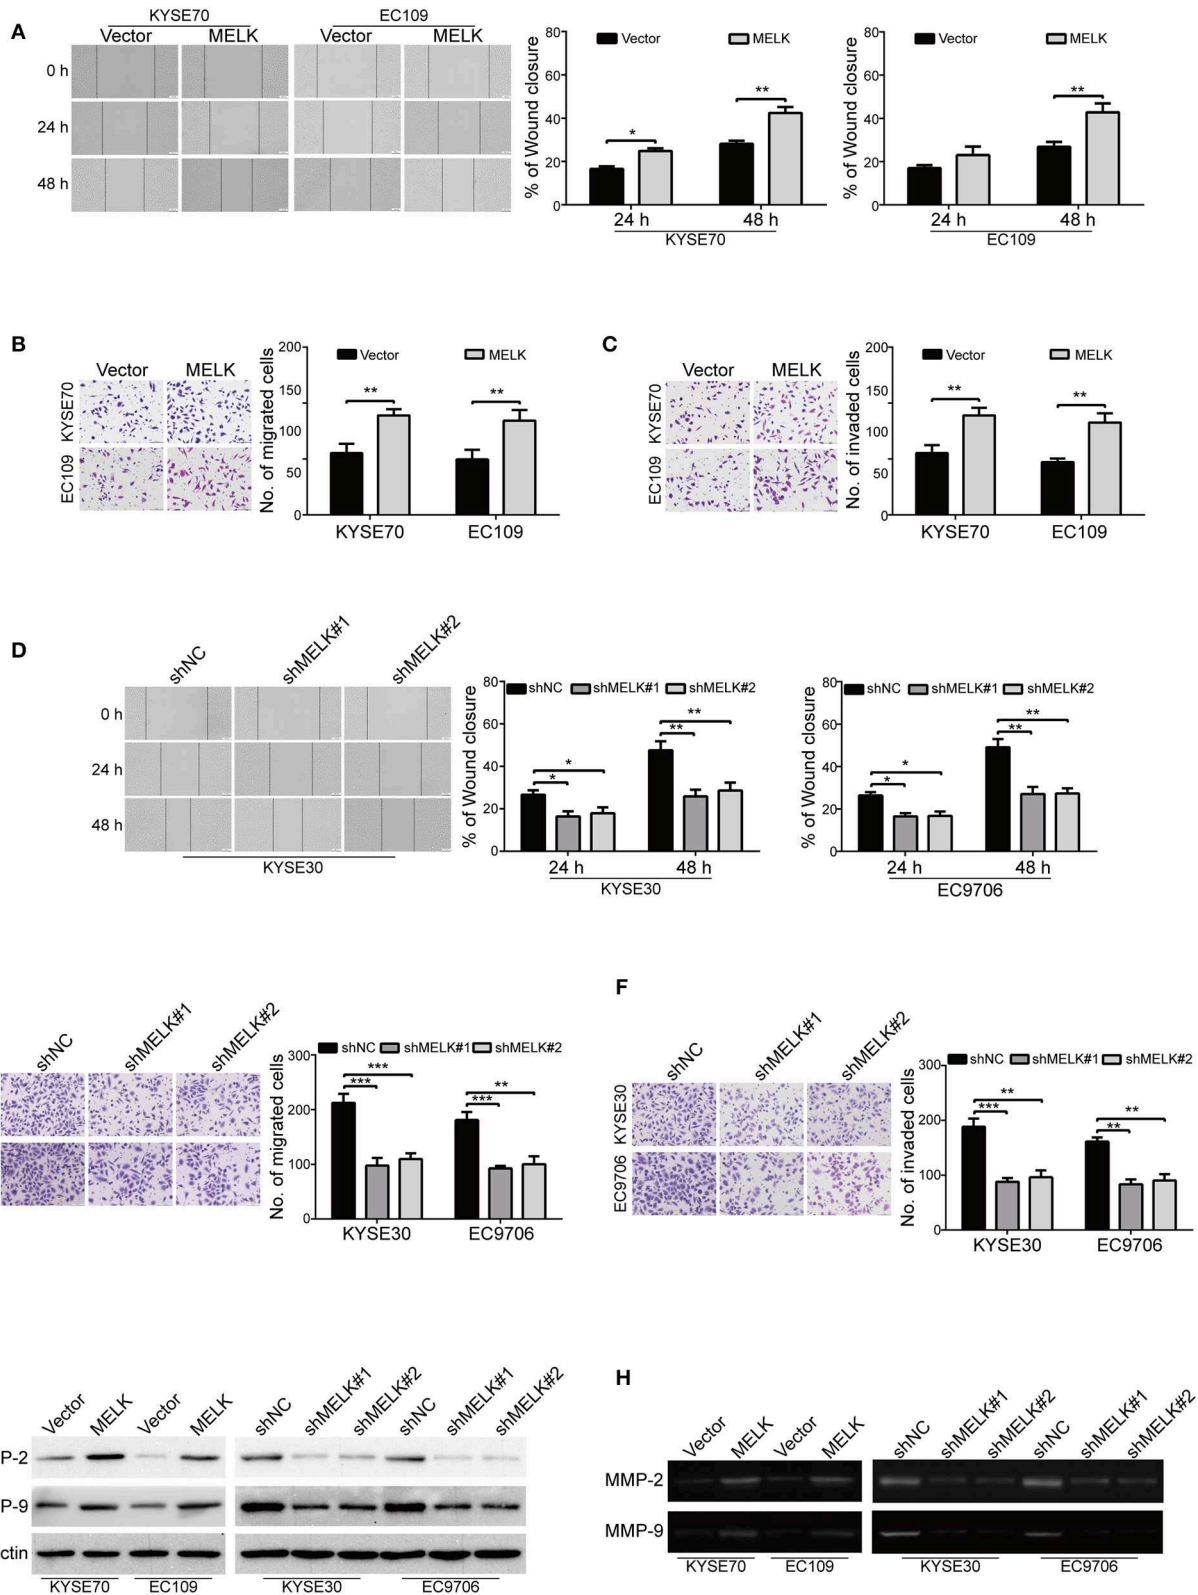 A
KYSE70 EC109
Vector MELK Vector MELK
0 h
24 h
48 h
% of Wound closure
80
60
40
20
0
Vector MELK
*
**
24 h 48 h
KYSE70
% of Wound closure
80
60
40
20
0
Vector MELK
**
24 h 48 h
EC109
B
Vector MELK
KYSE70
EC109
No. of migrated cells
200
150
100
50
0
Vector MELK
** **
KYSE70 EC109
C
Vector MELK
KYSE70
EC109
No. of invaded cells
200
150
100
50
0
Vector MELK
** **
KYSE70 EC109
D
shNC shMELK#1 shMELK#2
0 h
24 h
48 h
KYSE30
% of Wound closure
80
60
40
20
0
shNC shMELK#1 shMELK#2
**
**
*
*
24 h 48 h
KYSE30
% of Wound closure
80
60
40
20
0
shNC shMELK#1 shMELK#2
**
**
*
*
24 h 48 h
EC9706
shNC shMELK#1 shMELK#2
No. of migrated cells
300
200
100
0
shNC shMELK#1 shMELK#2
*** **
*** ***
KYSE30 EC9706
F
shNC shMELK#1 shMELK#2
KYSE30
EC9706
No. of invaded cells
300
200
100
0
shNC shMELK#1 shMELK#2
** **
*** **
KYSE30 EC9706
Vector MELK Vector MELK shNC shMELK#1 shMELK#2 shNC shMELK#1 shMELK#2
P-2
P-9
ctin
KYSE70 EC109 KYSE30 EC9706
H
Vector MELK Vector MELK shNC shMELK#1 shMELK#2 shNC shMELK#1 shMELK#2
MMP-2
MMP-9
KYSE70 EC109 KYSE30 EC9706